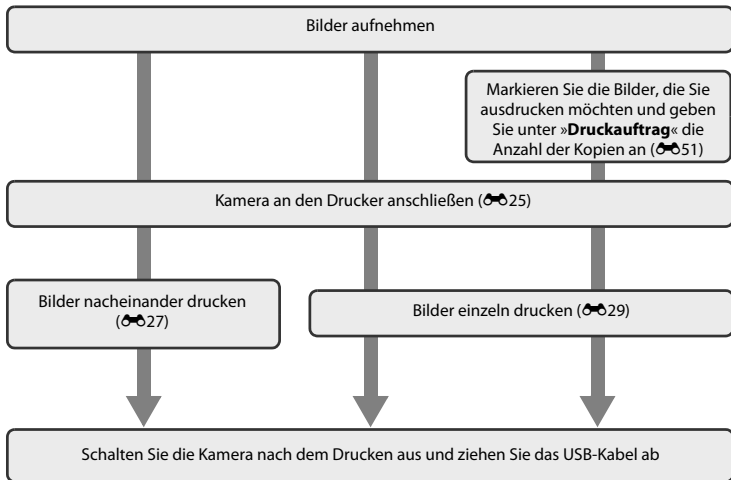 Bilder aufnehmen
Markieren Sie die Bilder, die Sie
ausdrucken möchten und geben
Sie unter »Druckauftrag« die
Anzahl der Kopien an (51)
Kamera an den Drucker anschließen (25)
Bilder nacheinander drucken
(27)
Bilder einzeln drucken (29)
Schalten Sie die Kamera nach dem Drucken aus und ziehen Sie das USB-Kabel ab